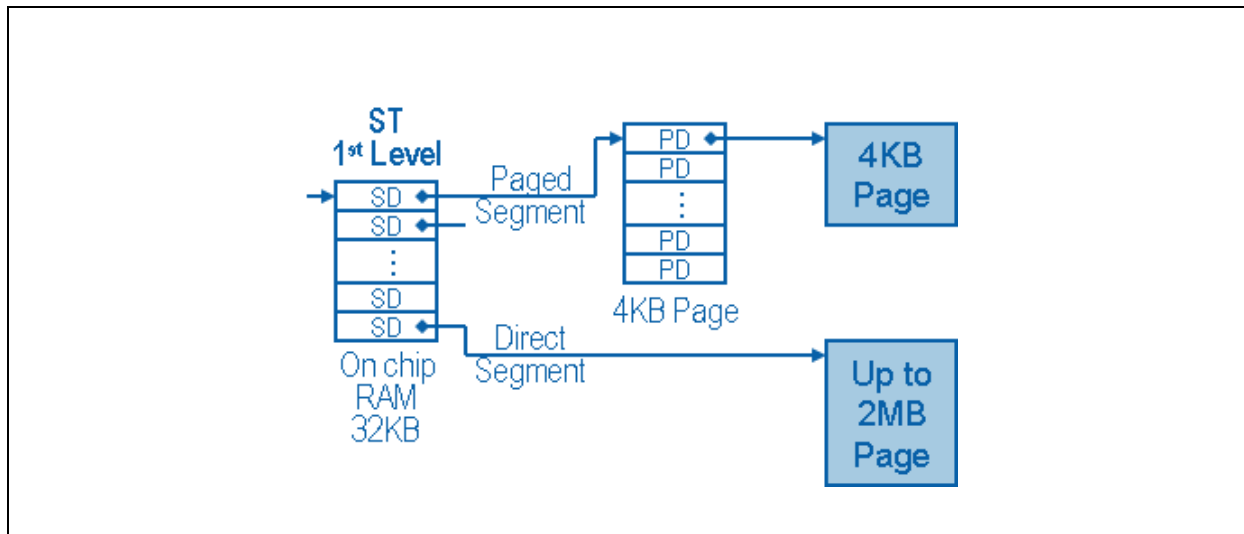 ST
1st Level
SD
SD
⋮
SD
SD
On chip
RAM
32KB
Paged
Segment
PD
PD
⋮
PD
PD
4KB Page
4KB
Page
Direct
Segment
Up to
2MB
Page